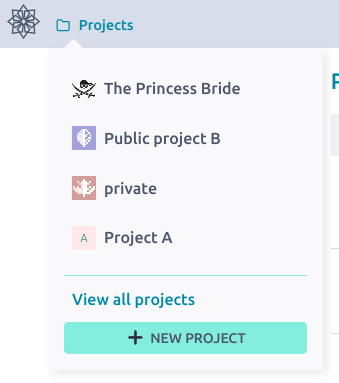 Projects
The Princess Bride
Public project B
private
A
Project A
View all projects
NEW PROJECT